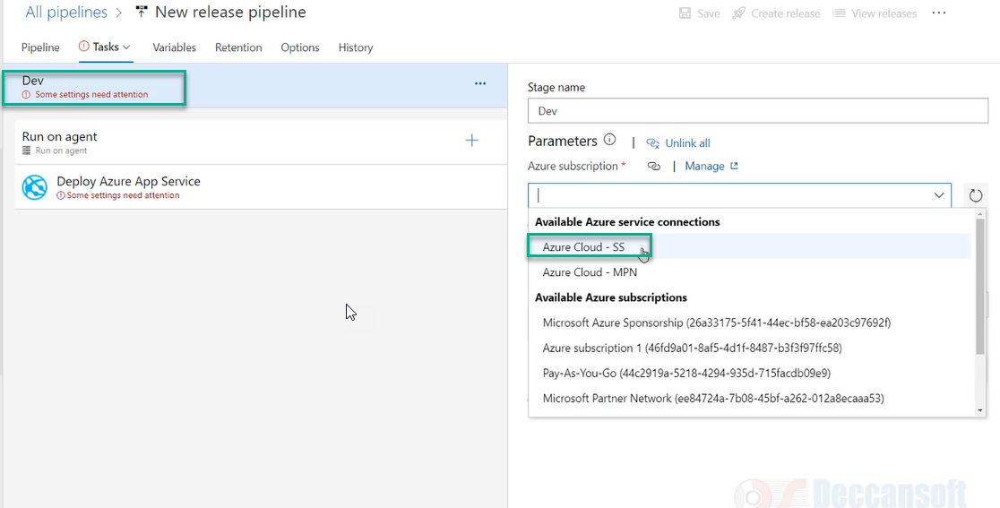 All pipelines > New release pipeline
Save Create release View releases ...
Pipeline Tasks Variables Retention Options History
Dev
Some settings need attention
...
Run on agent
Run on agent
Deploy Azure App Service
Some settings need attention
Stage name
Dev
Parameters | Unlink all
Azure subscription * | Manage
Available Azure service connections
Azure Cloud - SS
Azure Cloud - MPN
Available Azure subscriptions
Microsoft Azure Sponsorship (26a33175-5f41-44ec-bf58-ea203c97692f)
Azure subscription 1 (46fd9a01-8af5-4d1f-8487-b3f3f97ffc58)
Pay-As-You-Go (44c2919a-5218-4294-935d-715facdb09e9)
Microsoft Partner Network (ee84724a-7b08-45bf-a262-012a8ecaaa53)
Deccansoft